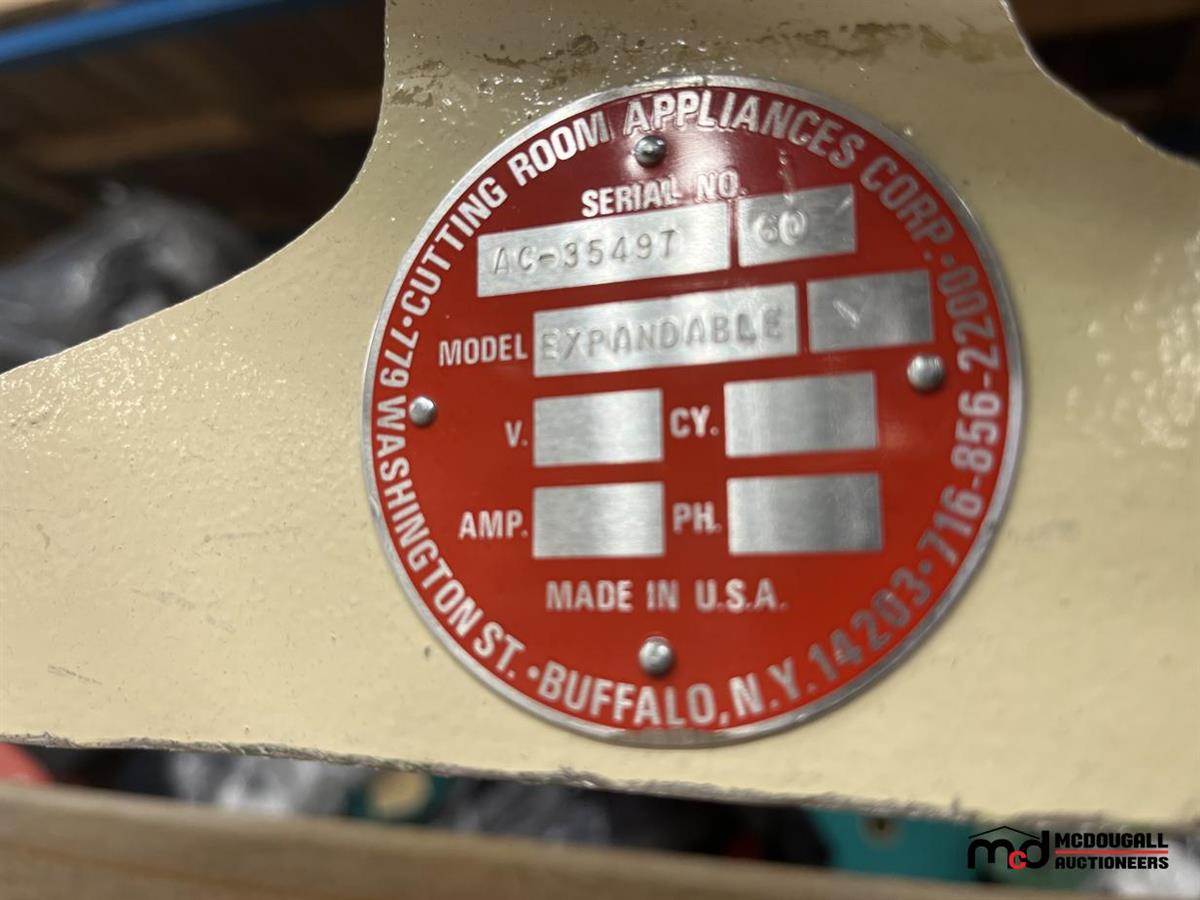 CUTTING ROOM APPLIANCES CORP.
SERIAL NO.
AC-35497 60
MODEL EXPANDABLE
V. CY.
AMP. PH.
MADE IN U.S.A.
779 WASHINGTON ST. • BUFFALO, N.Y. 14203 • 716-856-2200 •
mcd MCDOUGALL
AUCTIONEERS